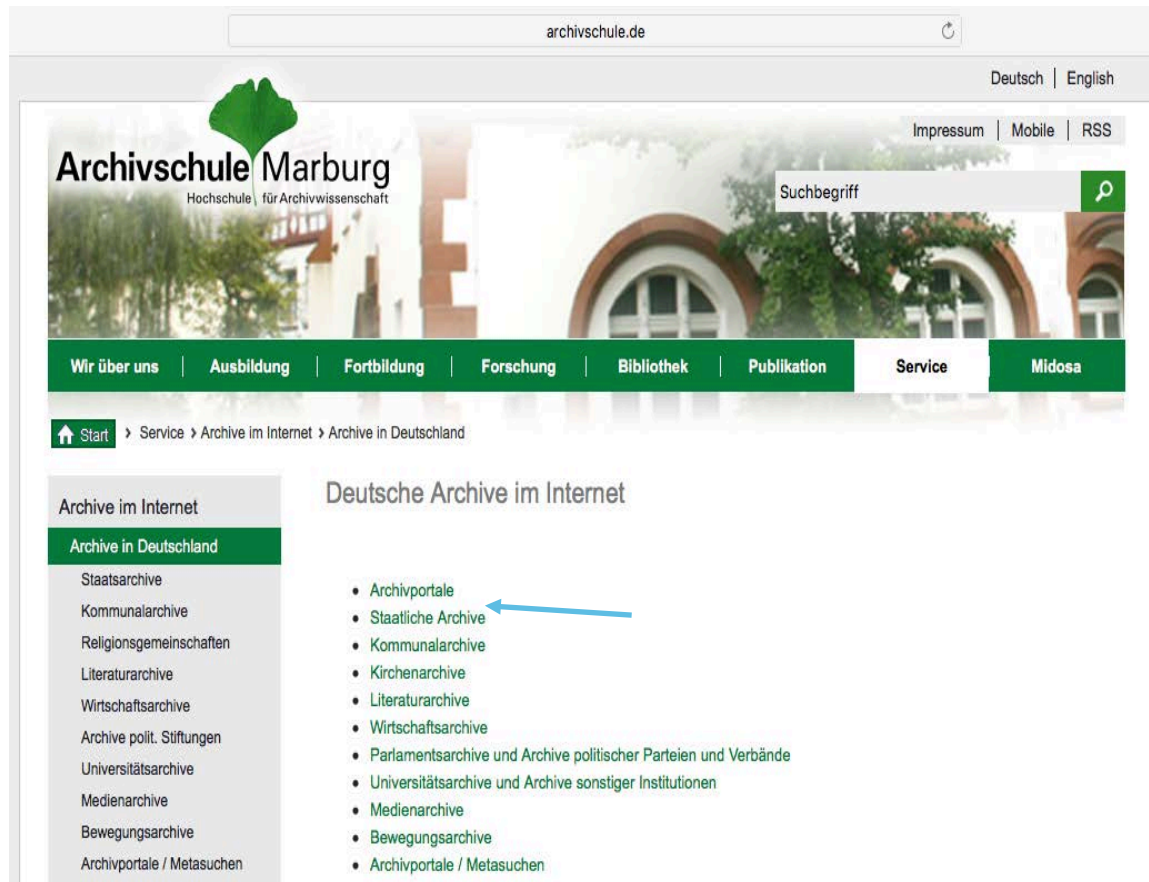 archivschule.de
Deutsch | English
Impressum | Mobile | RSS
Archivschule Marburg
Hochschule für Archivwissenschaft
Suchbegriff
Wir über uns | Ausbildung | Fortbildung | Forschung | Bibliothek | Publikation Service Midosa
Start > Service > Archive im Internet > Archive in Deutschland
Archive im Internet
Archive in Deutschland
Staatsarchive
Kommunalarchive
Religionsgemeinschaften
Literaturarchive
Wirtschaftsarchive
Archive polit. Stiftungen
Universitätsarchive
Medienarchive
Bewegungsarchive
Archivportale / Metasuchen
Deutsche Archive im Internet
• Archivportale
• Staatliche Archive
• Kommunalarchive
• Kirchenarchive
• Literaturarchive
• Wirtschaftsarchive
• Parlamentsarchive und Archive politischer Parteien und Verbände
• Universitätsarchive und Archive sonstiger Institutionen
• Medienarchive
• Bewegungsarchive
• Archivportale / Metasuchen